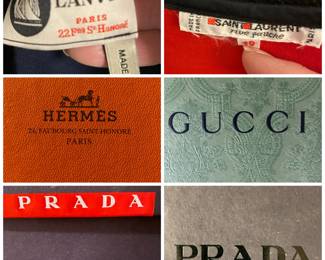 LANVIN
PARIS
22 Fbg St Honoré
MADE
SAINT LAURENT
rive gauche
HERMÈS
24, FAUBOURG SAINT-HONORÉ
PARIS
GUCCI
PRADA
PRADA